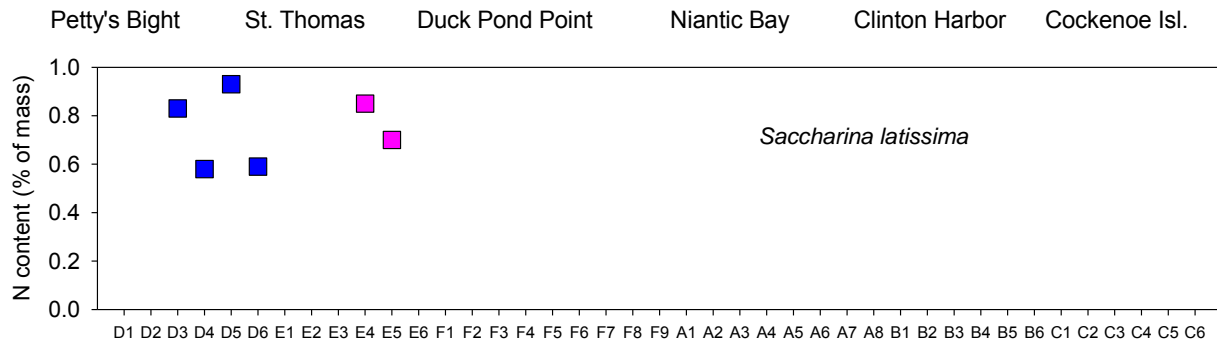 Petty's Bight St. Thomas Duck Pond Point Niantic Bay Clinton Harbor Cockenoe Isl.
N content (% of mass)
1.0
0.8
0.6
0.4
0.2
0.0
Saccharina latissima
D1 D2 D3 D4 D5 D6 E1 E2 E3 E4 E5 E6 F1 F2 F3 F4 F5 F6 F7 F8 F9 A1 A2 A3 A4 A5 A6 A7 A8 B1 B2 B3 B4 B5 B6 C1 C2 C3 C4 C5 C6